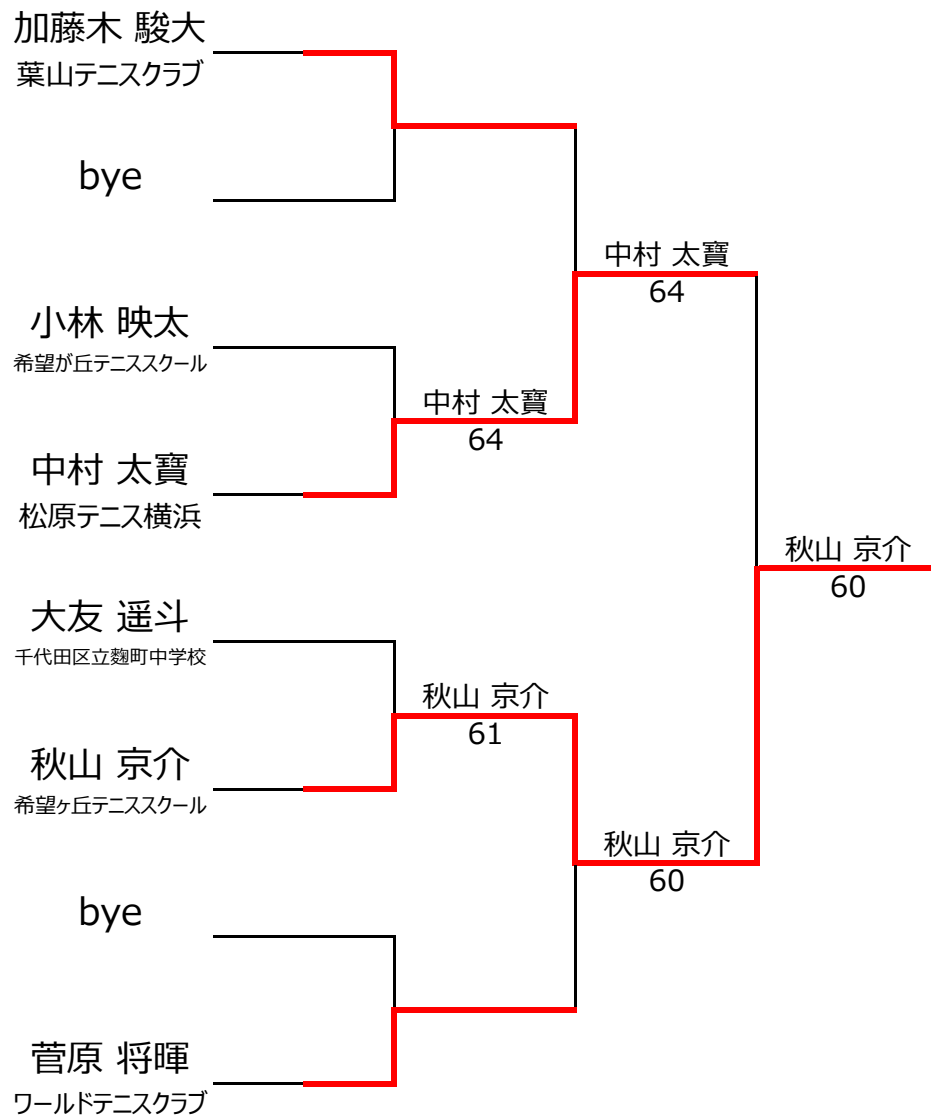 加藤木 駿大
葉山テニスクラブ
bye
中村 太寶
64
小林 映太
希望が丘テニススクール
中村 太寶
64
中村 太寶
松原テニス横浜
秋山 京介
60
大友 遥斗
千代田区立麹町中学校
秋山 京介
61
秋山 京介
希望ヶ丘テニススクール
秋山 京介
60
bye
菅原 将暉
ワールドテニスクラブ